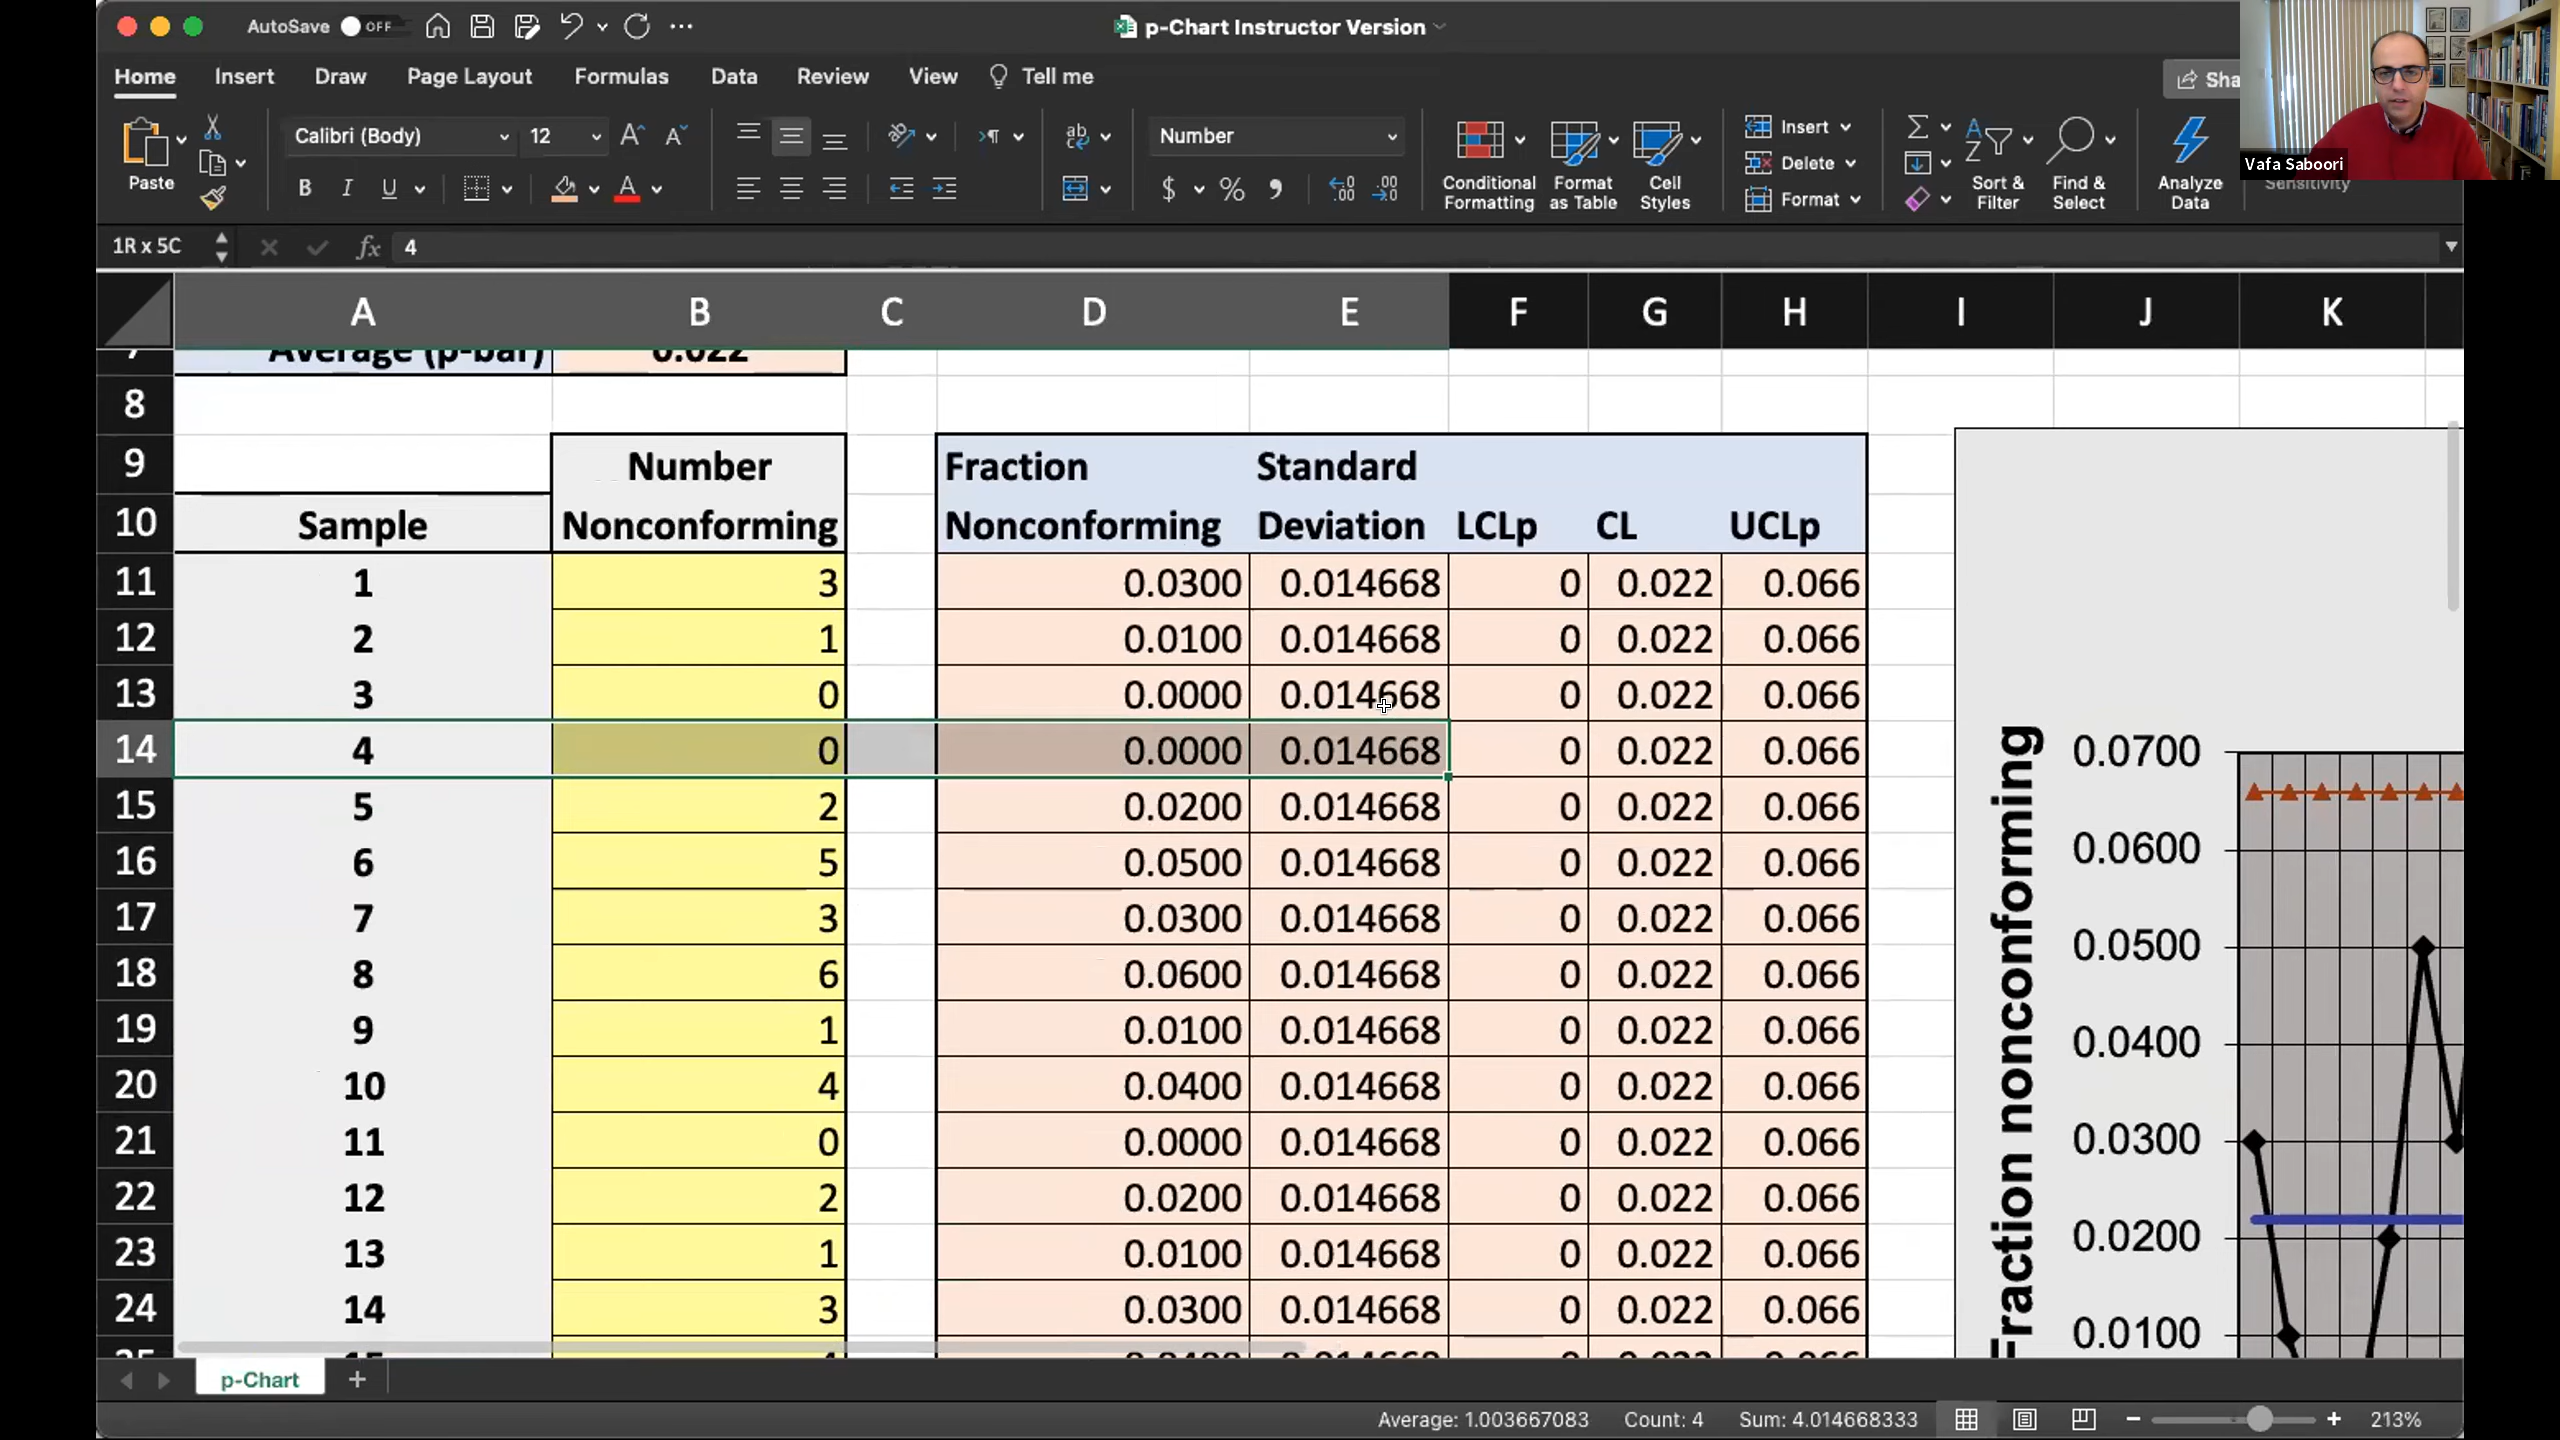 AutoSave OFF
p-Chart Instructor Version
Home Insert Draw Page Layout Formulas Data Review View Tell me
Sha
Vafa Saboori
Paste
Calibri (Body) 12
Number
Conditional Formatting
Format as Table
Cell Styles
Insert
Delete
Format
Sort & Filter
Find & Select
Analyze Data
Sensitivity
1R x 5C fx 4
A B C D E F G H I J K
7 Average (p-bar) 0.022
8
9 Number Fraction Standard
10 Sample Nonconforming Nonconforming Deviation LCLp CL UCLp
11 1 3 0.0300 0.014668 0 0.022 0.066
12 2 1 0.0100 0.014668 0 0.022 0.066
13 3 0 0.0000 0.014668 0 0.022 0.066
14 4 0 0.0000 0.014668 0 0.022 0.066
15 5 2 0.0200 0.014668 0 0.022 0.066
16 6 5 0.0500 0.014668 0 0.022 0.066
17 7 3 0.0300 0.014668 0 0.022 0.066
18 8 6 0.0600 0.014668 0 0.022 0.066
19 9 1 0.0100 0.014668 0 0.022 0.066
20 10 4 0.0400 0.014668 0 0.022 0.066
21 11 0 0.0000 0.014668 0 0.022 0.066
22 12 2 0.0200 0.014668 0 0.022 0.066
23 13 1 0.0100 0.014668 0 0.022 0.066
24 14 3 0.0300 0.014668 0 0.022 0.066
Fraction nonconforming
0.0700
0.0600
0.0500
0.0400
0.0300
0.0200
0.0100
p-Chart
Average: 1.003667083 Count: 4 Sum: 4.014668333 213%